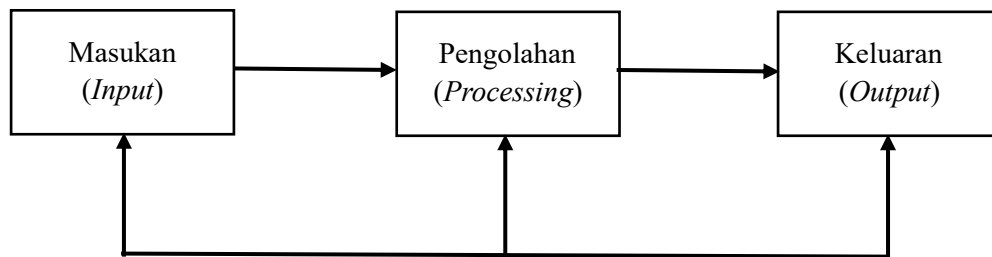 Masukan
(Input)
Pengolahan
(Processing)
Keluaran
(Output)